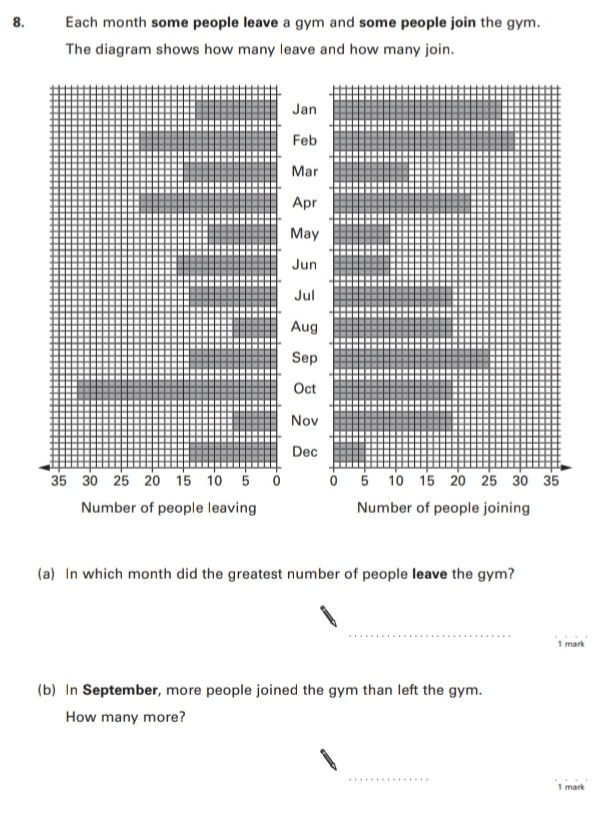 8. Each month some people leave a gym and some people join the gym.
The diagram shows how many leave and how many join.
Jan
Feb
Mar
Apr
May
Jun
Jul
Aug
Sep
Oct
Nov
Dec
35 30 25 20 15 10 5 0 0 5 10 15 20 25 30 35
Number of people leaving Number of people joining
(a) In which month did the greatest number of people leave the gym?
1 mark
(b) In September, more people joined the gym than left the gym.
How many more?
1 mark